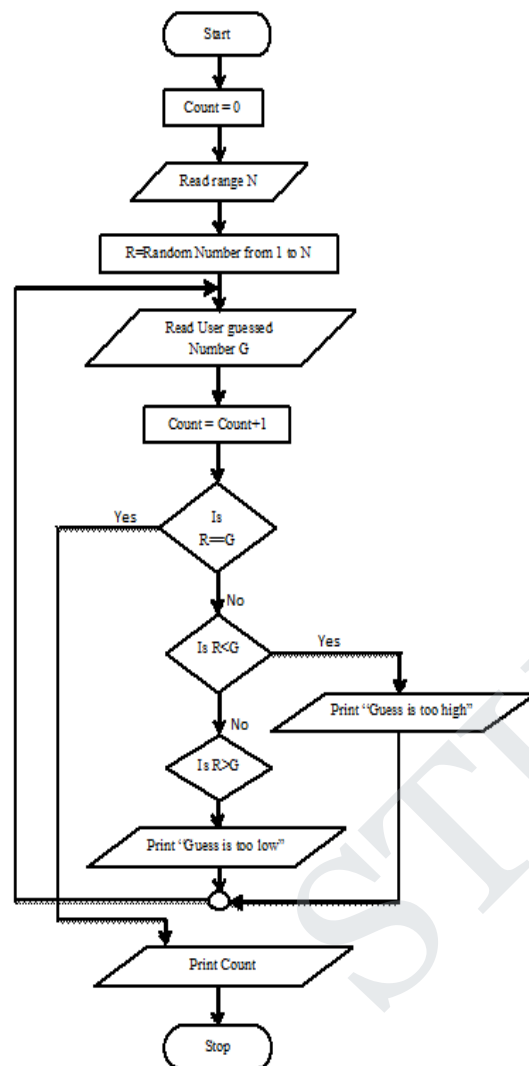 Start
Count = 0
Read range N
R=Random Number from 1 to N
Read User guessed
Number G
Count = Count+1
Yes
Is
R==G
No
Is R<G
Yes
Print “Guess is too high”
No
Is R>G
Print “Guess is too low”
Print Count
Stop